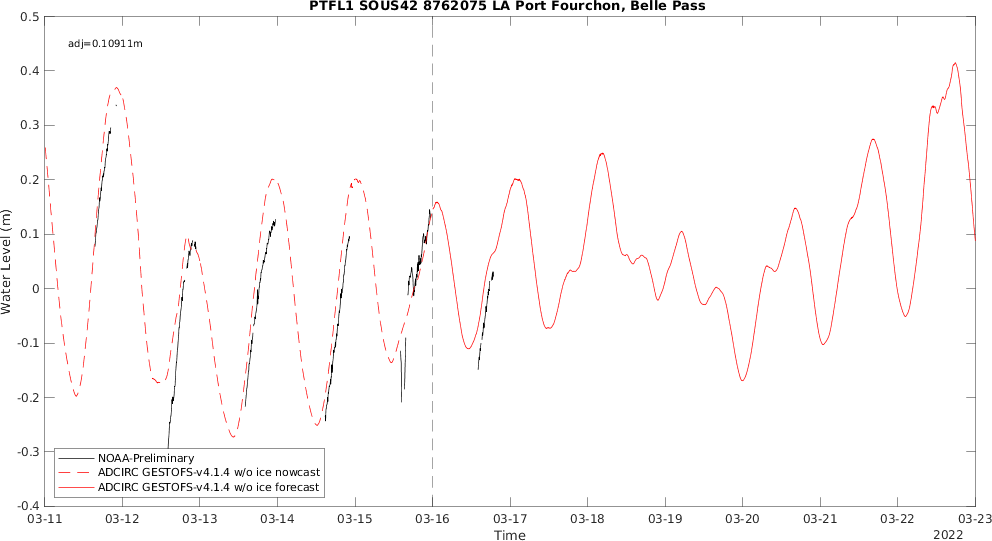 PTFL1 SOUS42 8762075 LA Port Fourchon, Belle Pass
adj=0.10911m
0.5
0.4
0.3
0.2
0.1
0
-0.1
-0.2
-0.3
-0.4
Water Level (m)
NOAA-Preliminary
ADCIRC GESTOFS-v4.1.4 w/o ice nowcast
ADCIRC GESTOFS-v4.1.4 w/o ice forecast
03-11 03-12 03-13 03-14 03-15 03-16 03-17 03-18 03-19 03-20 03-21 03-22 03-23
Time
2022